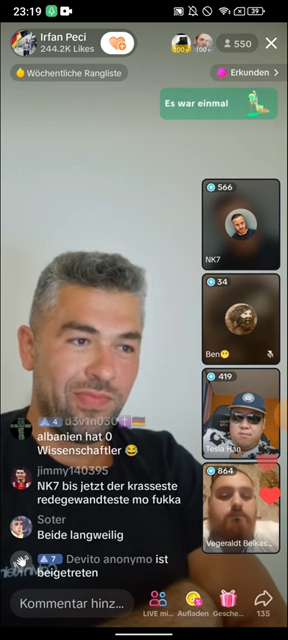 23:19
39
Irfan Peci
244.2K Likes
100+
100+
550
Wöchentliche Rangliste
Erkunden
Es war einmal
566
NK7
34
Ben
419
Tesla Han
864
Vegeraldt Belkas...
4 d3v1n030
albanien hat 0
Wissenschaftler
jimmy140395
NK7 bis jetzt der krasseste
redegewandteste mo fukka
Soter
Beide langweilig
7 Devito anonymo ist
beigetreten
Kommentar hinz...
LIVE mi...
Aufladen
Gesche...
135